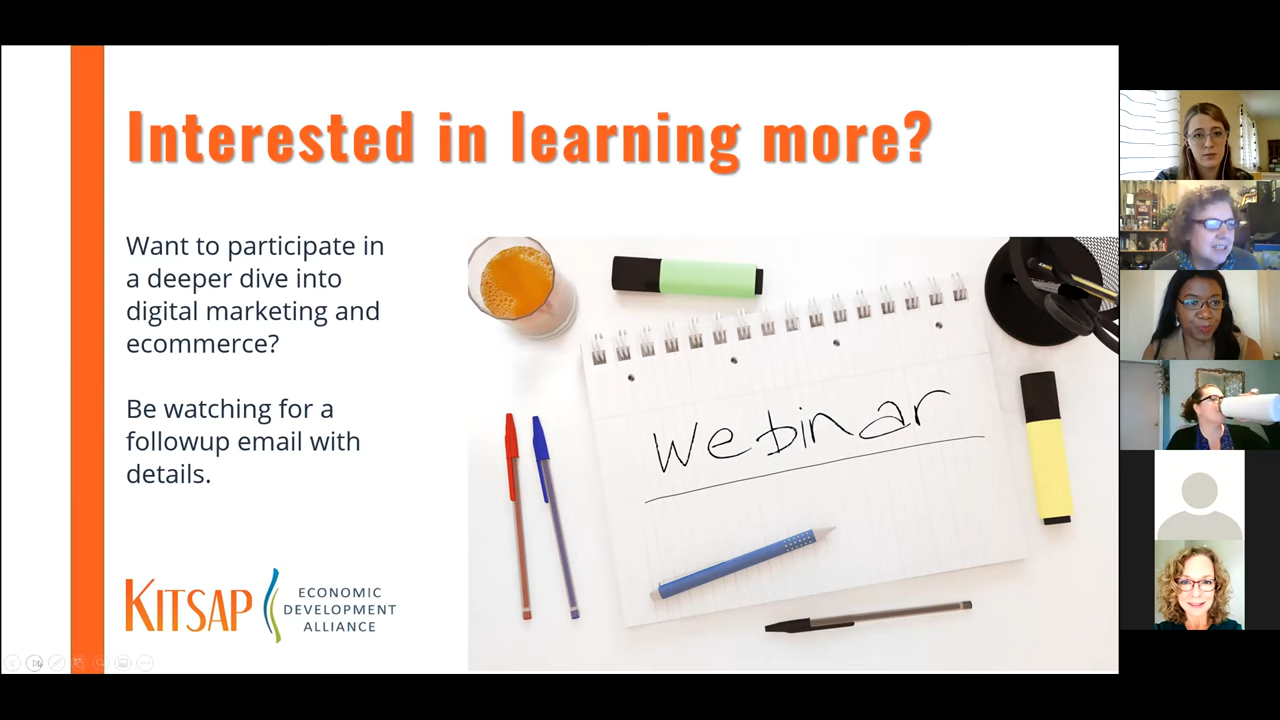 Interested in learning more?
Want to participate in
a deeper dive into
digital marketing and
ecommerce?
Be watching for a
followup email with
details.
Webinar
KITSAP
ECONOMIC
DEVELOPMENT
ALLIANCE